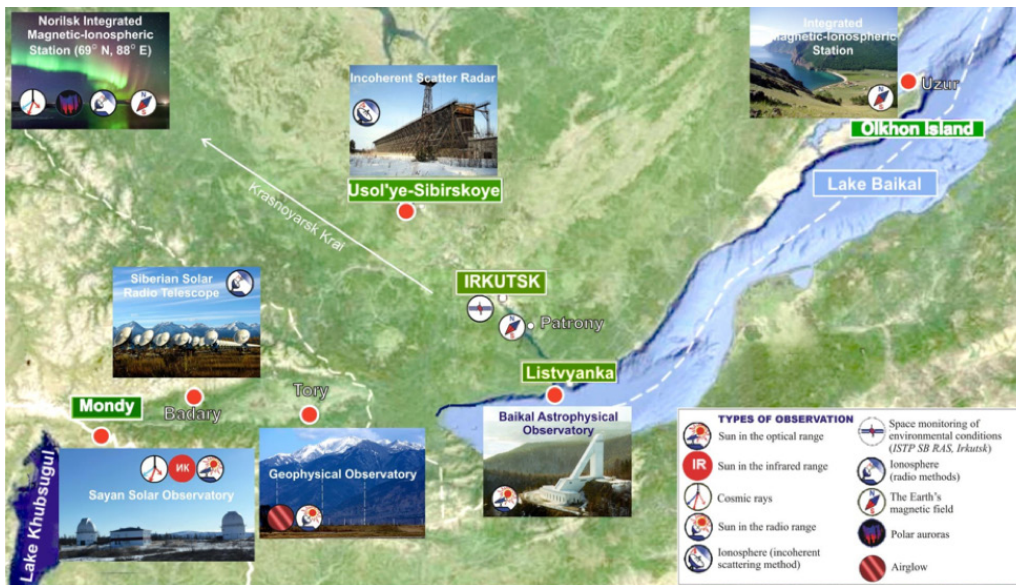 Norilsk Integrated
Magnetic-Ionospheric
Station (69° N, 88° E)
N
S
Incoherent Scatter Radar
Usol'ye-Sibirskoye
Integrated
Magnetic-Ionospheric
Station
N
S
Uzur
Olkhon Island
Lake Baikal
Krasnoyarsk Kral
Siberian Solar
Radio Telescope
IRKUTSK
N
S
Patrony
Listvyanka
Mondy
Badary
Tory
Lake Khubsugul
ИК
Sayan Solar Observatory
Geophysical Observatory
Baikal Astrophysical
Observatory
TYPES OF OBSERVATION
Sun in the optical range
IR
Sun in the infrared range
Cosmic rays
Sun in the radio range
Ionosphere (incoherent
scattering method)
Space monitoring of
environmental conditions
(ISTP SB RAS, Irkutsk)
Ionosphere
(radio methods)
N
S
The Earth's
magnetic field
Polar auroras
Airglow